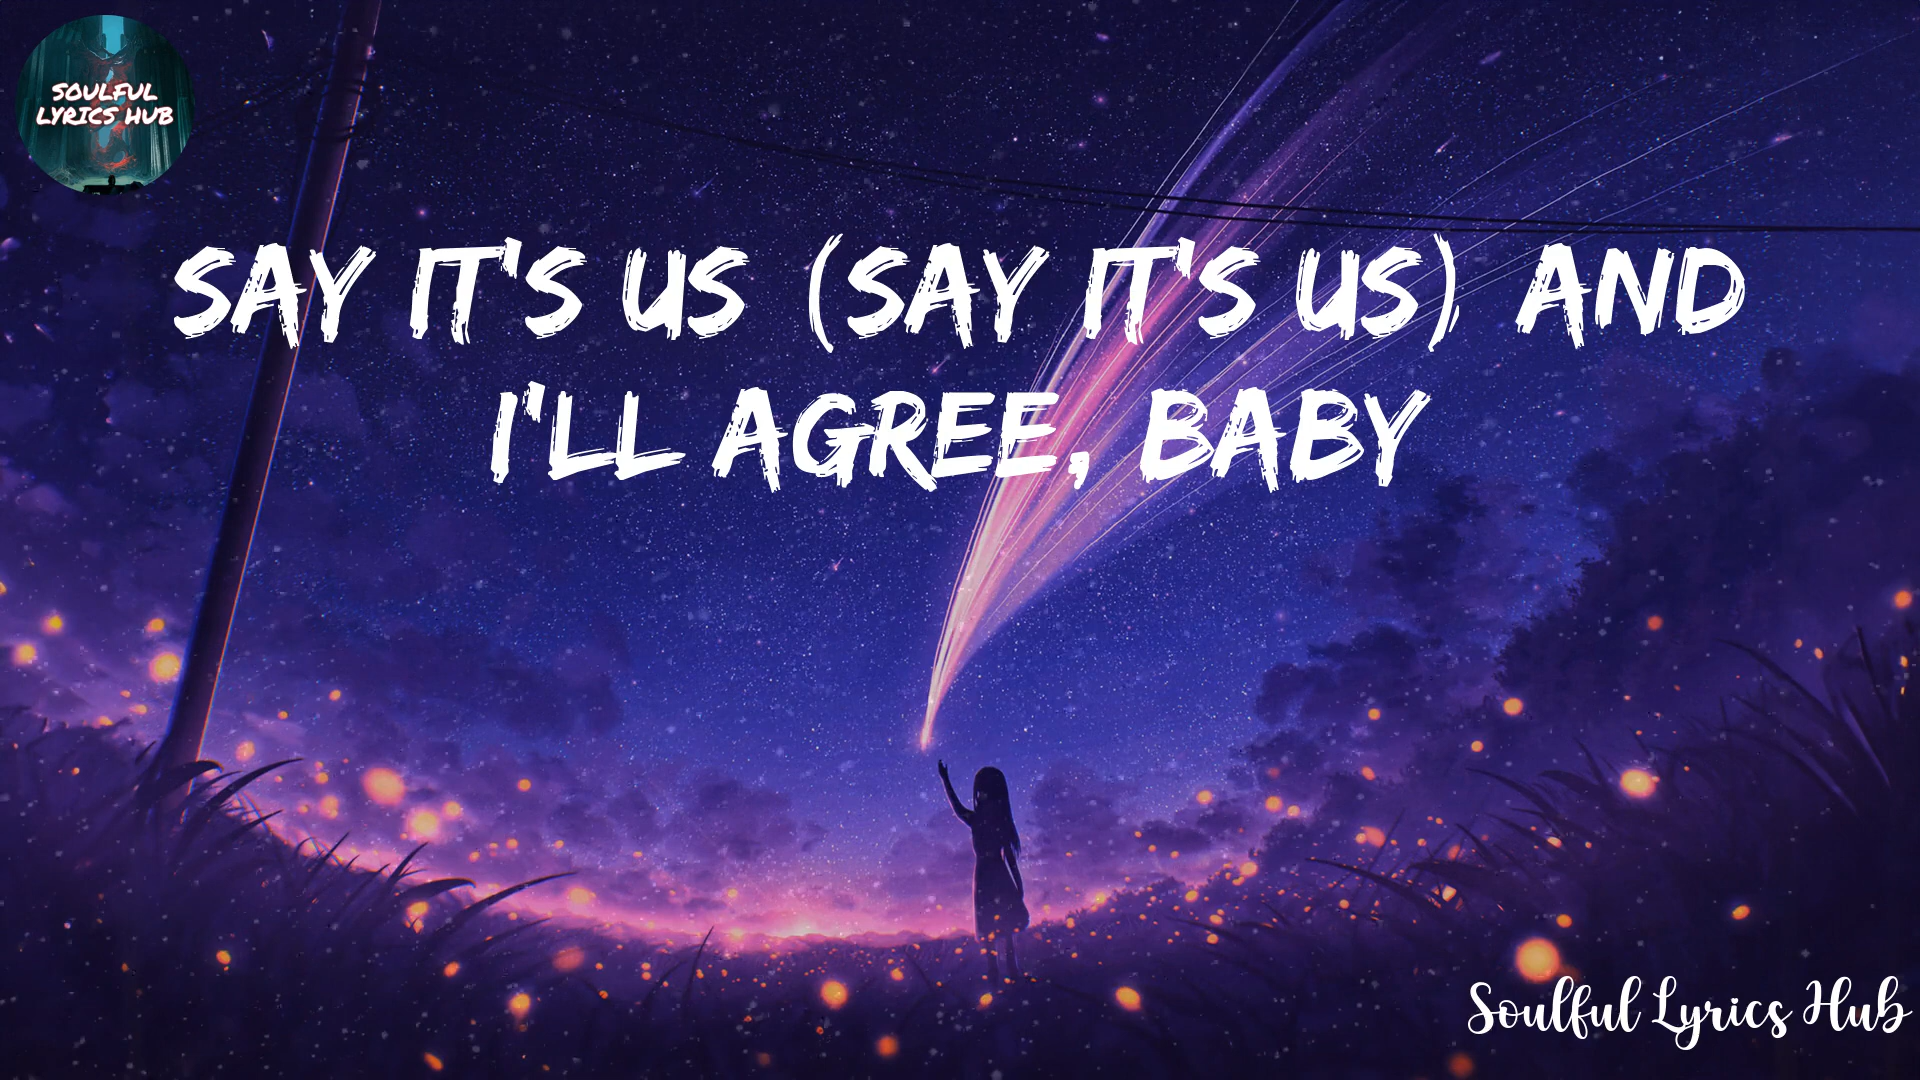 SOULFUL
LYRICS HUB
SAY IT'S US (SAY IT'S US) AND
I'LL AGREE, BABY
Soulful Lyrics Hub